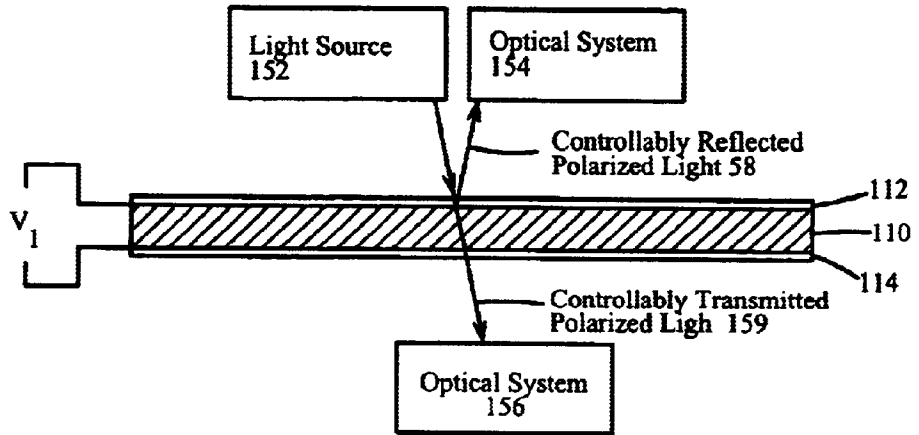 Light Source
152
Optical System
154
Controllably Reflected
Polarized Light 58
112
V1
110
114
Controllably Transmitted
Polarized Ligh 159
Optical System
156